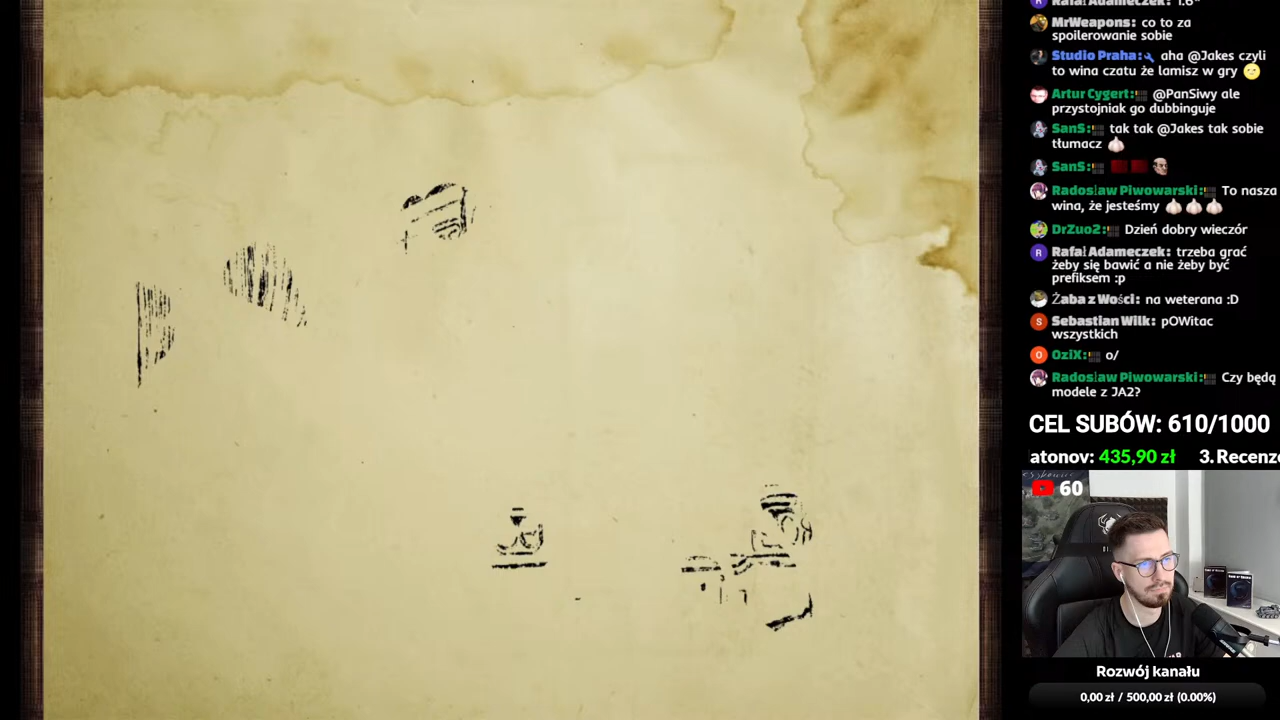 MrWeapons: co to za
spoilerowanie sobie
Studio Praha: aha @Jakes czyli
to wina czatu że lamisz w gry
Artur Cygert: @PanSiwy ale
przystojniak go dubbinguje
SanS: tak tak @Jakes tak sobie
tłumacz
SanS:
Radosław Piwowarski: To nasza
wina, że jesteśmy
DrZuo2: Dzień dobry wieczór
Rafał Adameczek: trzeba grać
żeby się bawić a nie żeby być
prefiksem :p
Żaba z Wości: na weterana :D
Sebastian Wilk: pOWitac
wszystkich
OziX: o/
Radosław Piwowarski: Czy będą
modele z JA2?
CEL SUBÓW: 610/1000
atonov: 435,90 zł 3. Recenze
60
Rozwój kanału
0,00 zł / 500,00 zł (0.00%)